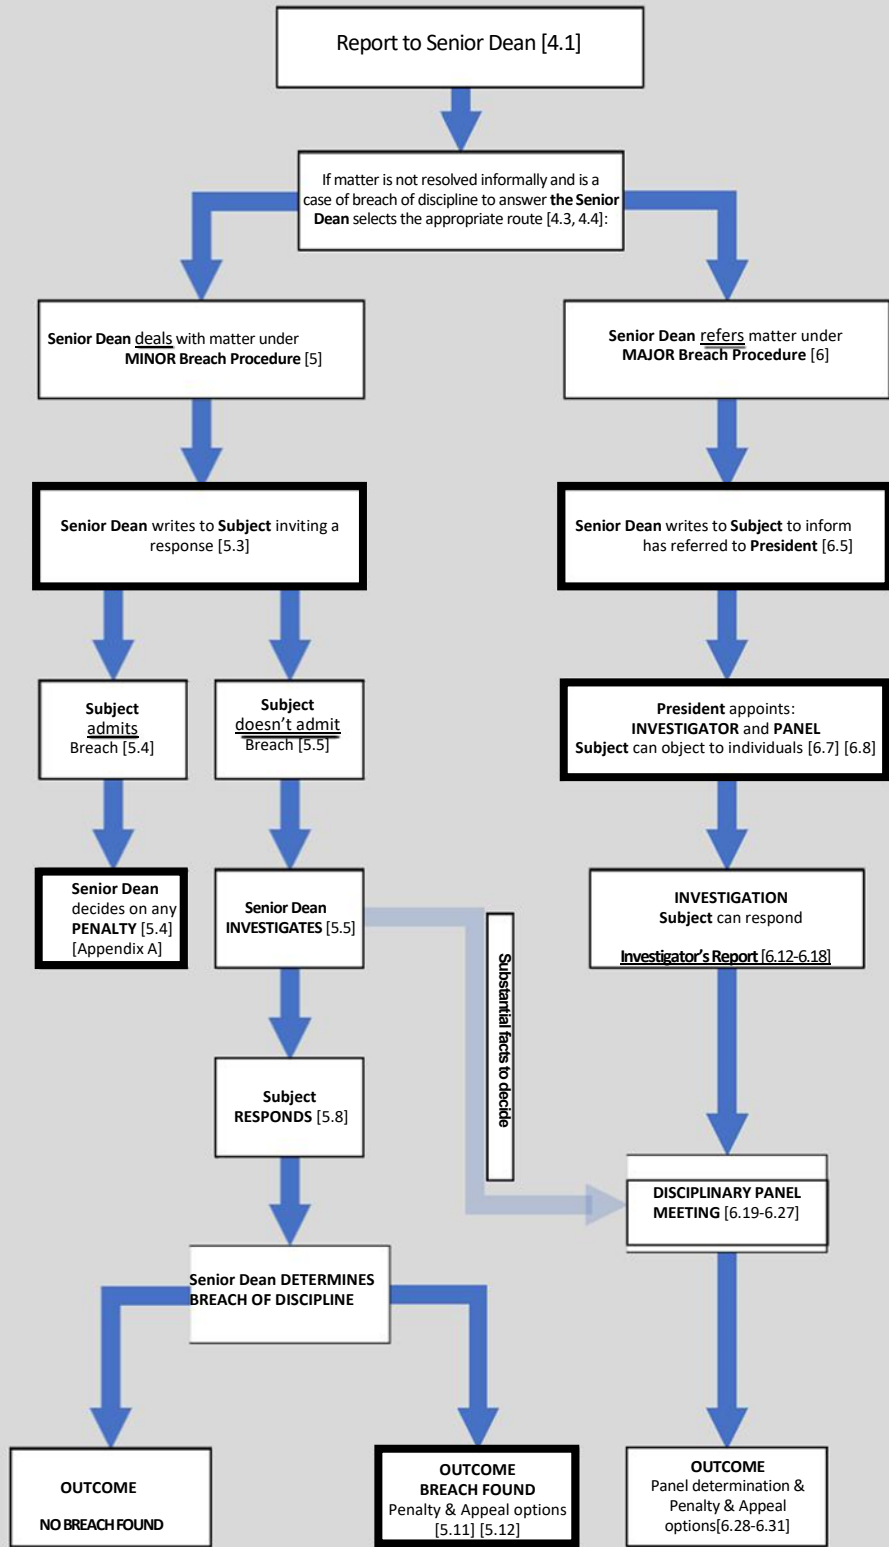 Report to Senior Dean [4.1]
If matter is not resolved informally and is a
case of breach of discipline to answer the Senior
Dean selects the appropriate route [4.3, 4.4]:
Senior Dean deals with matter under
MINOR Breach Procedure [5]
Senior Dean refers matter under
MAJOR Breach Procedure [6]
Senior Dean writes to Subject inviting a
response [5.3]
Senior Dean writes to Subject to inform
has referred to President [6.5]
Subject
admits
Breach [5.4]
Subject
doesn’t admit
Breach [5.5]
President appoints:
INVESTIGATOR and PANEL
Subject can object to individuals [6.7] [6.8]
Senior Dean
decides on any
PENALTY [5.4]
[Appendix A]
Senior Dean
INVESTIGATES [5.5]
Substantial facts to decide
INVESTIGATION
Subject can respond
Investigator’s Report [6.12-6.18]
Subject
RESPONDS [5.8]
DISCIPLINARY PANEL
MEETING [6.19-6.27]
Senior Dean DETERMINES
BREACH OF DISCIPLINE
OUTCOME
NO BREACH FOUND
OUTCOME
BREACH FOUND
Penalty & Appeal options
[5.11] [5.12]
OUTCOME
Panel determination &
Penalty & Appeal
options[6.28-6.31]